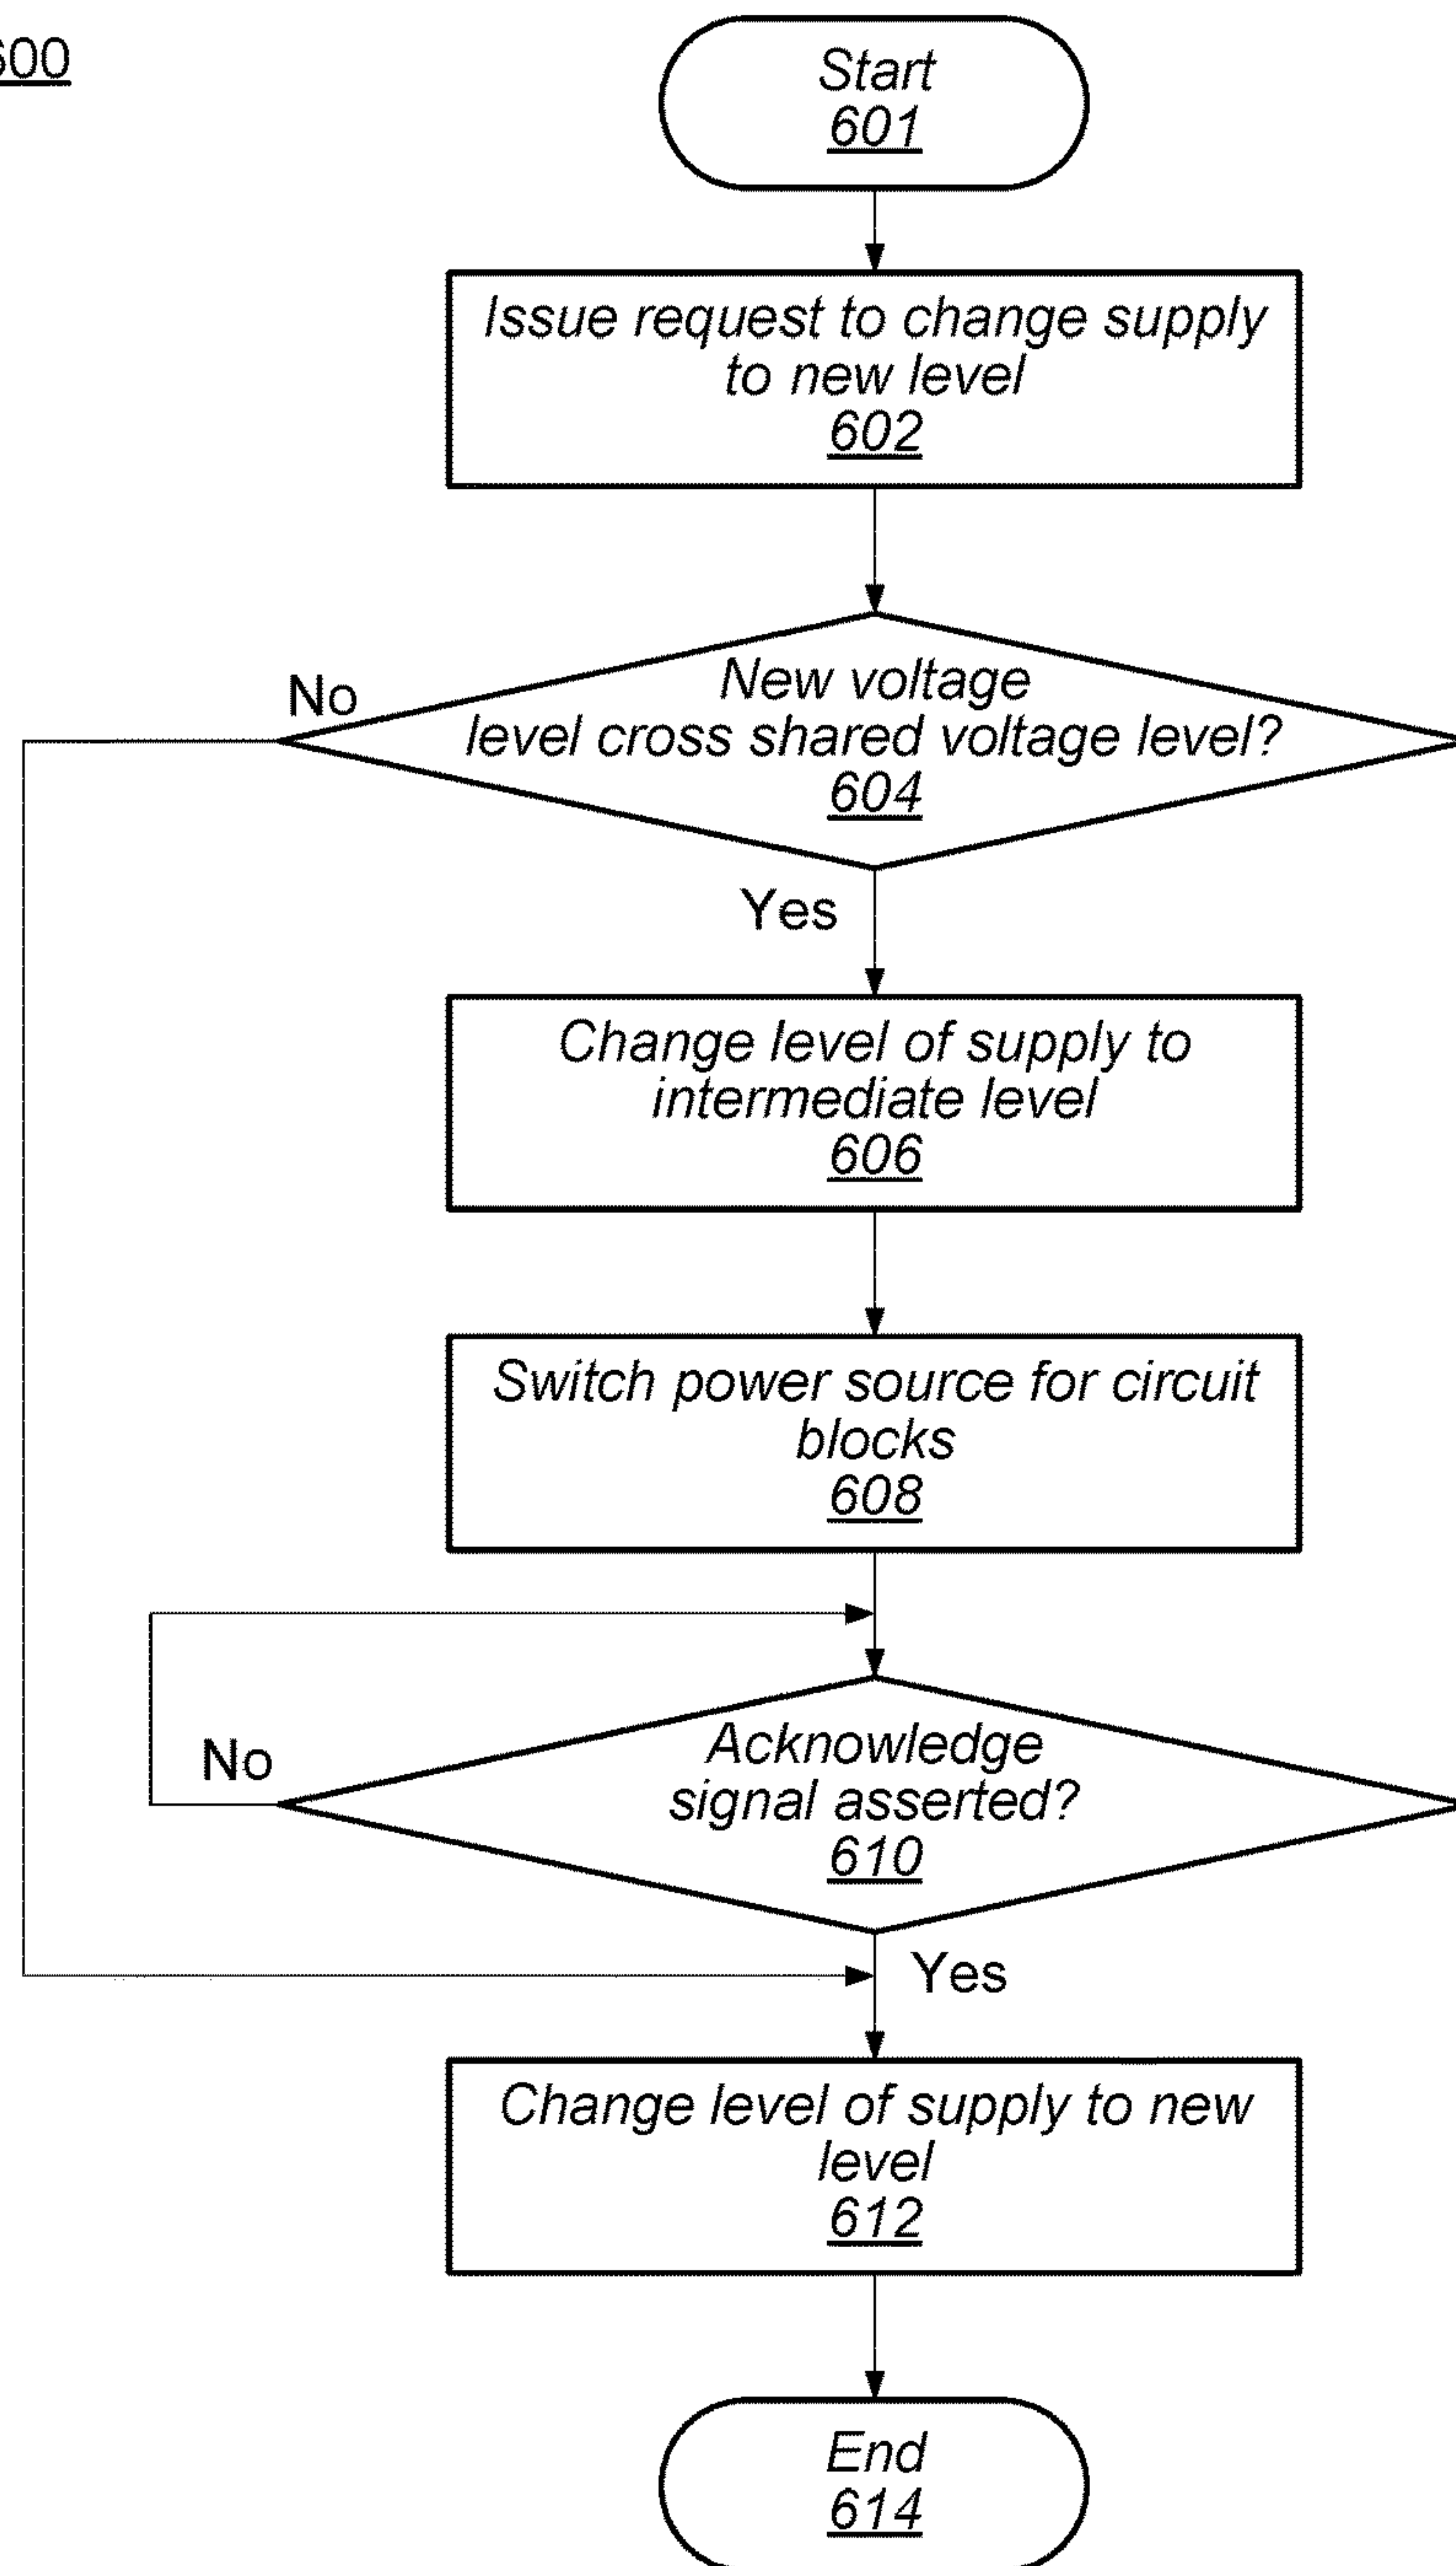 600
Start
601
Issue request to change supply
to new level
602
New voltage
level cross shared voltage level?
604
No
Yes
Change level of supply to
intermediate level
606
Switch power source for circuit
blocks
608
Acknowledge
signal asserted?
610
No
Yes
Change level of supply to new
level
612
End
614